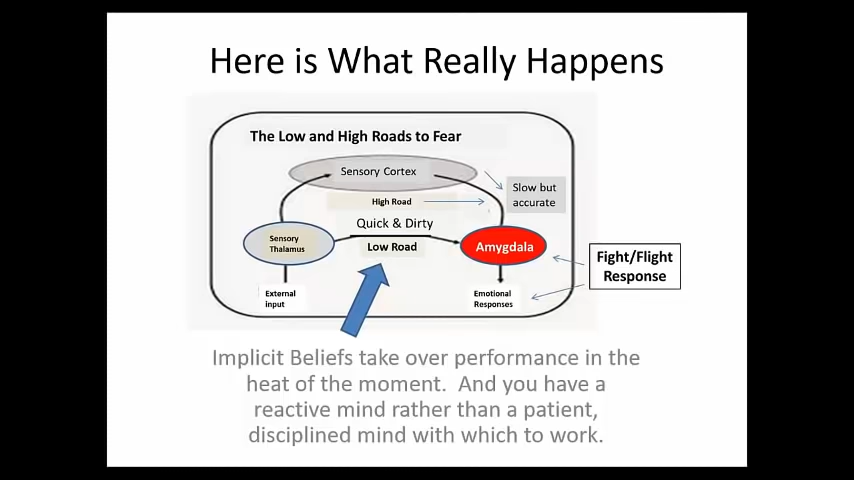 Here is What Really Happens
The Low and High Roads to Fear
Sensory Cortex
High Road
Slow but
accurate
Quick & Dirty
Low Road
Sensory
Thalamus
Amygdala
Fight/Flight
Response
External
input
Emotional
Responses
Implicit Beliefs take over performance in the
heat of the moment.  And you have a
reactive mind rather than a patient,
disciplined mind with which to work.